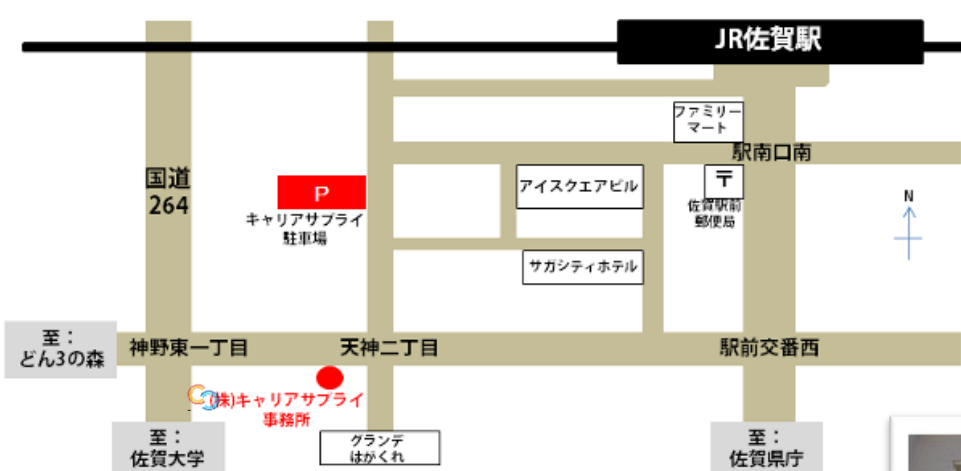 JR佐賀駅
ファミリー
マート
駅南口南
国道
264
P
キャリアサプライ
駐車場
アイスクエアビル
〒
佐賀駅前
郵便局
N
サガシティホテル
至：
どん3の森
神野東一丁目
天神二丁目
駅前交番西
(株)キャリアサプライ
事務所
至：
佐賀大学
グランデ
はがくれ
至：
佐賀県庁